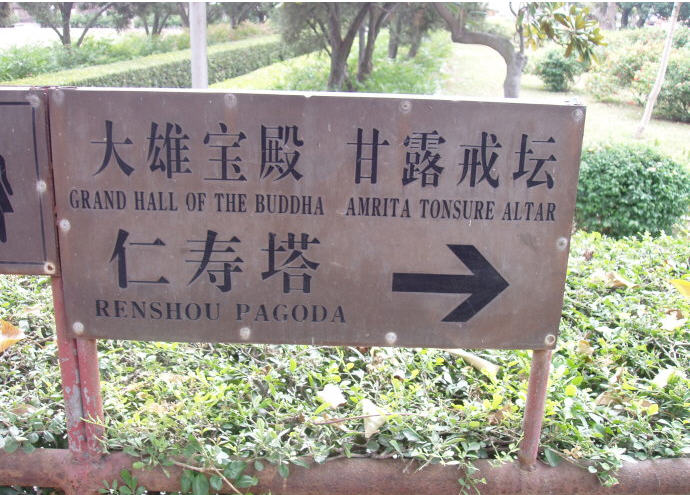 大雄宝殿 甘露戒坛
GRAND HALL OF THE BUDDHA AMRITA TONSURE ALTAR
仁寿塔
RENSHOU PAGODA